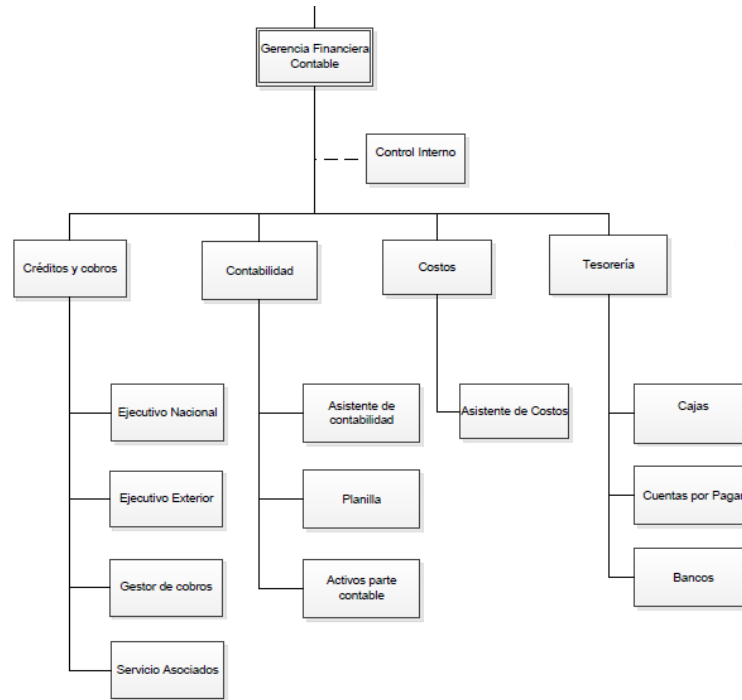 Gerencia Financiera
Contable
Control Interno
Créditos y cobros
Contabilidad
Costos
Tesorería
Ejecutivo Nacional
Asistente de
contabilidad
Asistente de Costos
Cajas
Ejecutivo Exterior
Planilla
Cuentas por Pagar
Gestor de cobros
Activos parte
contable
Bancos
Servicio Asociados